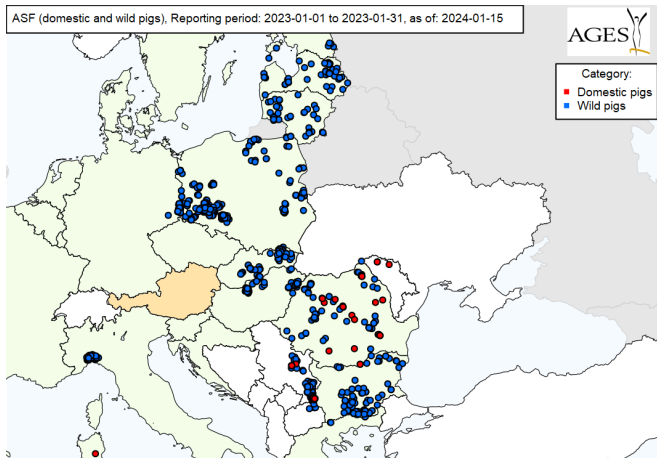 ASF (domestic and wild pigs), Reporting period: 2023-01-01 to 2023-01-31, as of: 2024-01-15
AGES
Category:
Domestic pigs
Wild pigs